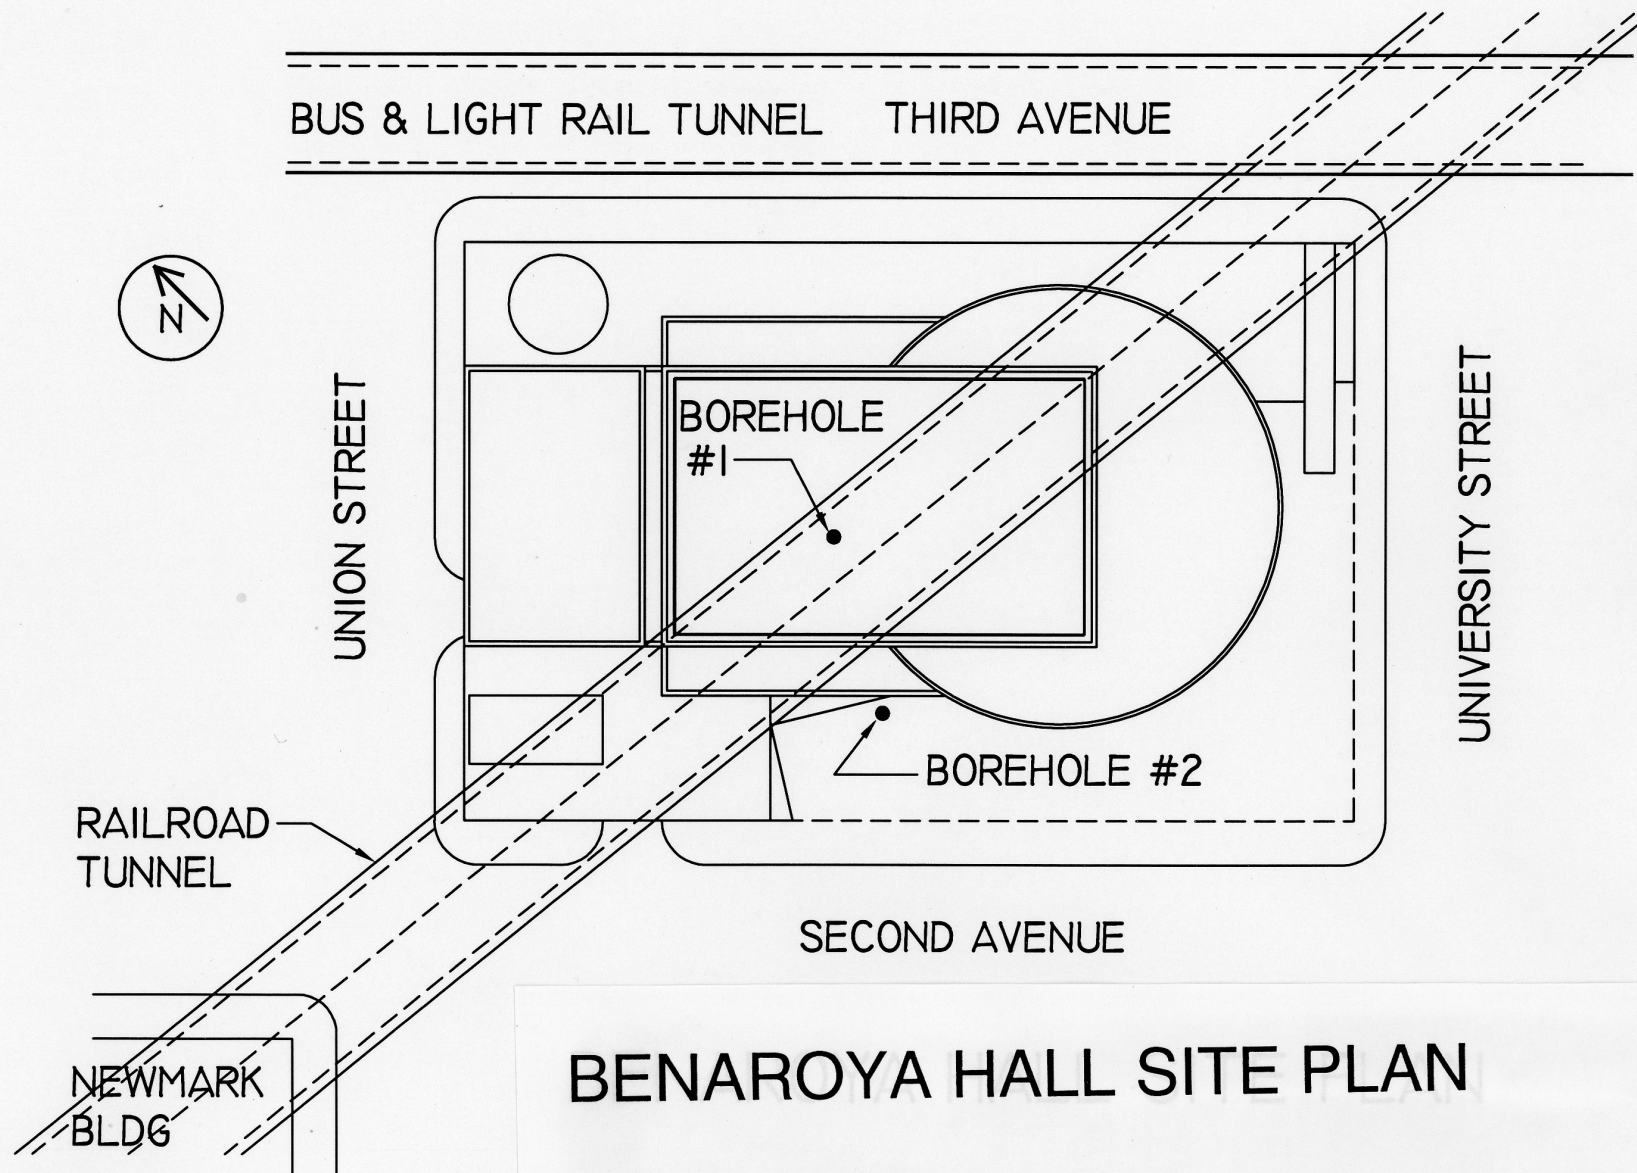 BUS & LIGHT RAIL TUNNEL THIRD AVENUE
N
UNION STREET
BOREHOLE
#1
UNIVERSITY STREET
BOREHOLE #2
RAILROAD
TUNNEL
SECOND AVENUE
NEWMARK
BLDG
BENAROYA HALL SITE PLAN